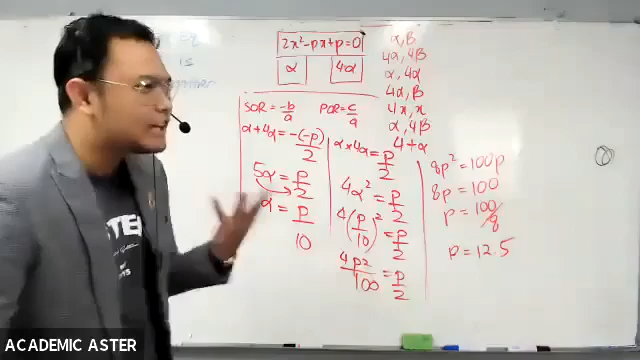 2x²-px+p=0
α
4α
SOR = -b/a
POR = c/a
α+4α = -(-p)/2
5α = p/2
α = p/10
α×4α = p/2
4α² = p/2
4(p/10)² = p/2
4p²/100 = p/2
α, β
4α, 4β
α, 4α
4α, β
4x, x
α, 4β
4+α
8p² = 100p
8p = 100
p = 100/8
p = 12.5
STE
ACADEMIC ASTER